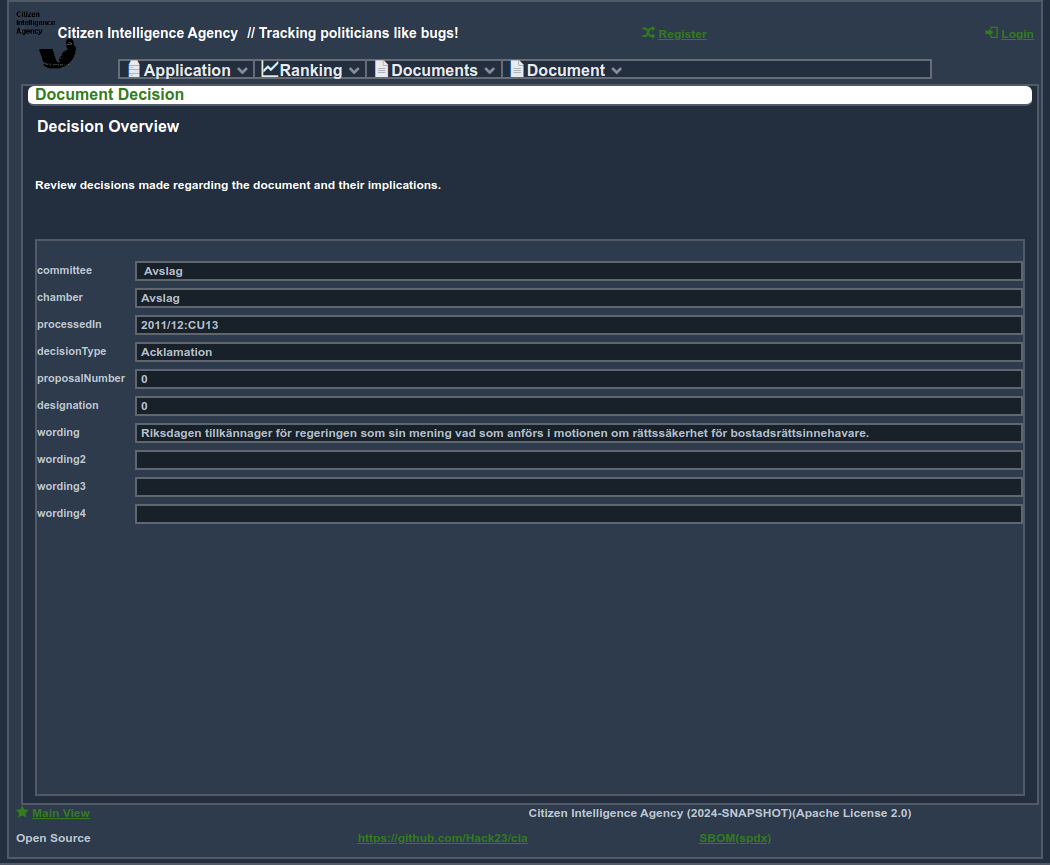 Citizen
Intelligence
Agency
Citizen Intelligence Agency // Tracking politicians like bugs!
Register
Login
Application
Ranking
Documents
Document
Document Decision
Decision Overview
Review decisions made regarding the document and their implications.
committee Avslag
chamber Avslag
processedIn 2011/12:CU13
decisionType Acklamation
proposalNumber 0
designation 0
wording Riksdagen tillkännager för regeringen som sin mening vad som anförs i motionen om rättssäkerhet för bostadsrättsinnehavare.
wording2
wording3
wording4
Main View
Citizen Intelligence Agency (2024-SNAPSHOT)(Apache License 2.0)
Open Source
https://github.com/Hack23/cia
SBOM(spdx)